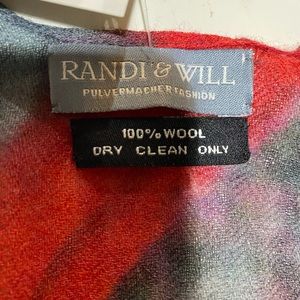 RANDI & WILL
PULVERMACHER FASHION
100% WOOL
DRY CLEAN ONLY